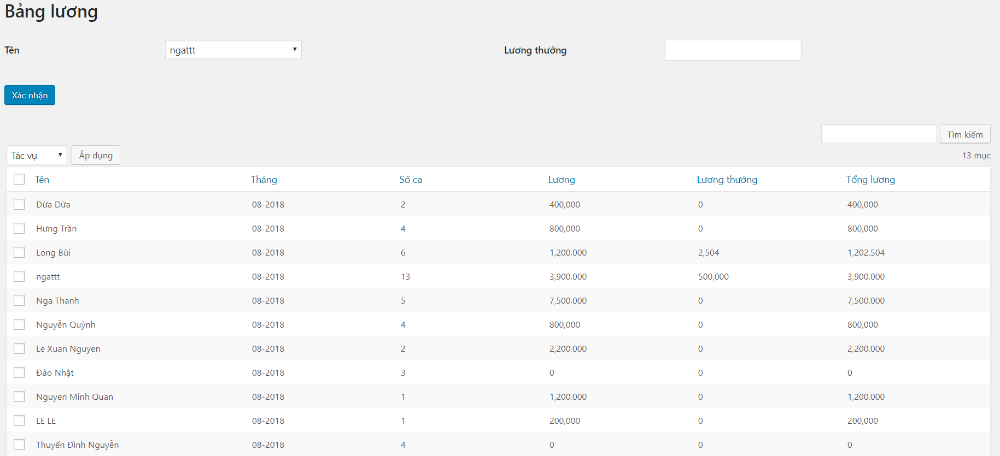 Bảng lương
Tên ngattt Lương thưởng
Xác nhận
Tìm kiếm
Tác vụ Áp dụng 13 mục
Tên Tháng Số ca Lương Lương thưởng Tổng lương
Dừa Dừa 08-2018 2 400,000 0 400,000
Hưng Trần 08-2018 4 800,000 0 800,000
Long Bùi 08-2018 6 1,200,000 2,504 1,202,504
ngattt 08-2018 13 3,900,000 500,000 3,900,000
Nga Thanh 08-2018 5 7,500,000 0 7,500,000
Nguyễn Quỳnh 08-2018 4 800,000 0 800,000
Le Xuan Nguyen 08-2018 2 2,200,000 0 2,200,000
Đào Nhật 08-2018 3 0 0 0
Nguyen Minh Quan 08-2018 1 1,200,000 0 1,200,000
LE LE 08-2018 1 200,000 0 200,000
Thuyến Đình Nguyễn 08-2018 4 0 0 0